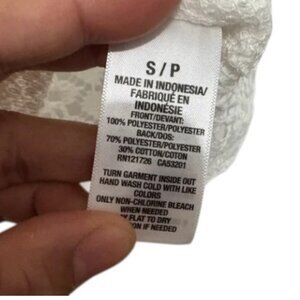 S / P
MADE IN INDONESIA/
FABRIQUÉ EN
INDONÉSIE
FRONT/DEVANT:
100% POLYESTER/POLYESTER
BACK/DOS:
70% POLYESTER/POLYESTER
30% COTTON/COTON
RN121726 CA53201
TURN GARMENT INSIDE OUT
HAND WASH COLD WITH LIKE
COLORS
ONLY NON-CHLORINE BLEACH
WHEN NEEDED
DRY FLAT TO DRY
IRON IF NEEDED